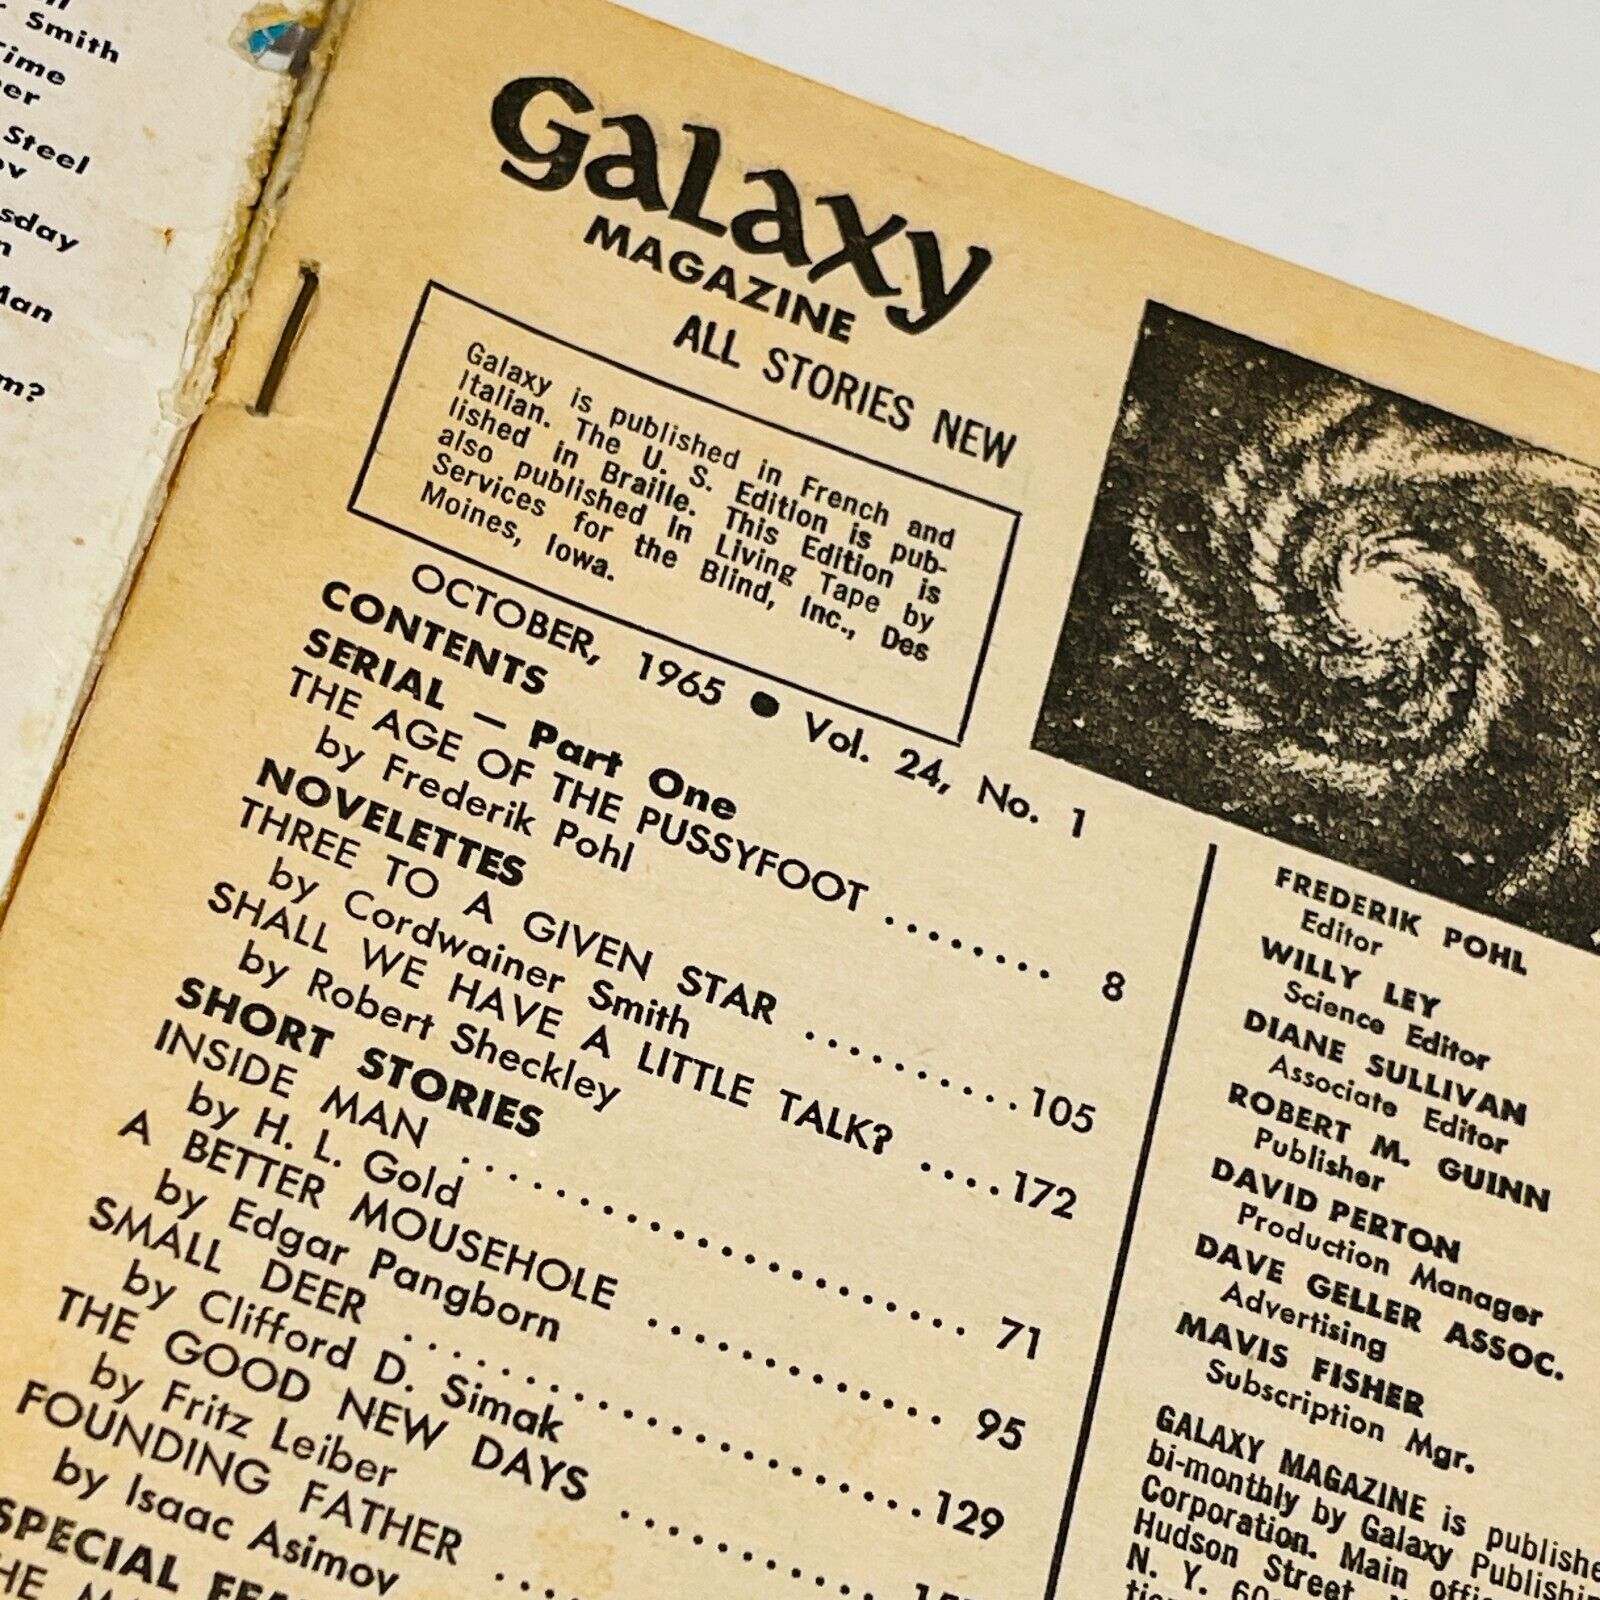 Smith
Steel
Galaxy
MAGAZINE
ALL STORIES NEW
Galaxy is published in French and
Italian. The U. S. Edition is pub-
lished in Braille. This Edition is
also published in Living Tape by
Services for the Blind, Inc., Des
Moines, Iowa.
OCTOBER, 1965 ● Vol. 24, No. 1
CONTENTS
SERIAL — Part One
THE AGE OF THE PUSSYFOOT ........ 8
by Frederik Pohl
NOVELETTES
THREE TO A GIVEN STAR .......... 105
by Cordwainer Smith
SHALL WE HAVE A LITTLE TALK? .... 172
by Robert Sheckley
SHORT STORIES
INSIDE MAN ........................ 71
by H. L. Gold
A BETTER MOUSEHOLE .............. 95
by Edgar Pangborn
SMALL DEER ........................ 129
by Clifford D. Simak
THE GOOD NEW DAYS ............
by Fritz Leiber
FOUNDING FATHER ....
by Isaac Asimov
SPECIAL
FREDERIK POHL
Editor
WILLY LEY
Science Editor
DIANE SULLIVAN
Associate Editor
ROBERT M. GUINN
Publisher
DAVID PERTON
Production Manager
DAVE GELLER ASSOC.
Advertising
MAVIS FISHER
Subscription Mgr.
GALAXY MAGAZINE is
bi-monthly by Galaxy
Corporation. Main
Hudson Street,
N. Y.